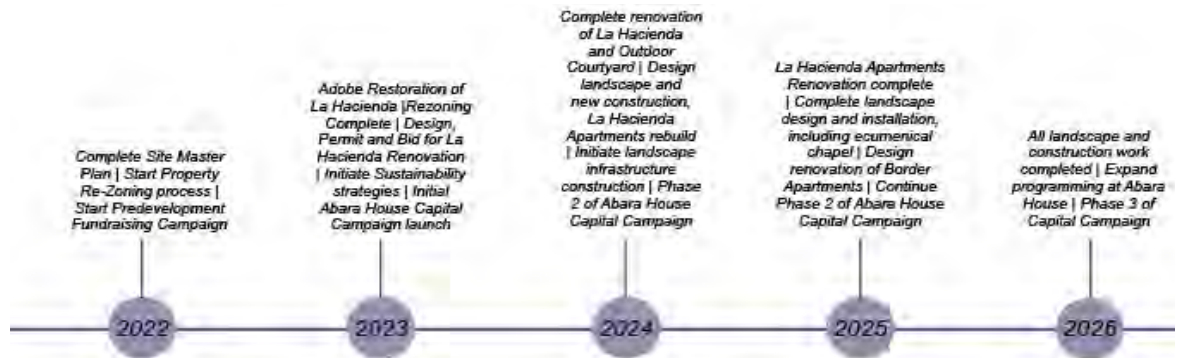 Complete Site Master
Plan | Start Property
Re-Zoning process |
Start Predevelopment
Fundraising Campaign
2022
Adobe Restoration of
La Hacienda |Rezoning
Complete | Design,
Permit and Bid for La
Hacienda Renovation
| Initiate Sustainability
strategies | Initial
Abara House Capital
Campaign launch
2023
Complete renovation
of La Hacienda
and Outdoor
Courtyard | Design
landscape and
new construction,
La Hacienda
Apartments rebuild
| Initiate landscape
infrastructure
construction | Phase
2 of Abara House
Capital Campaign
2024
La Hacienda Apartments
Renovation complete
| Complete landscape
design and installation,
including ecumenical
chapel | Design
renovation of Border
Apartments | Continue
Phase 2 of Abara House
Capital Campaign
2025
All landscape and
construction work
completed | Expand
programming at Abara
House | Phase 3 of
Capital Campaign
2026